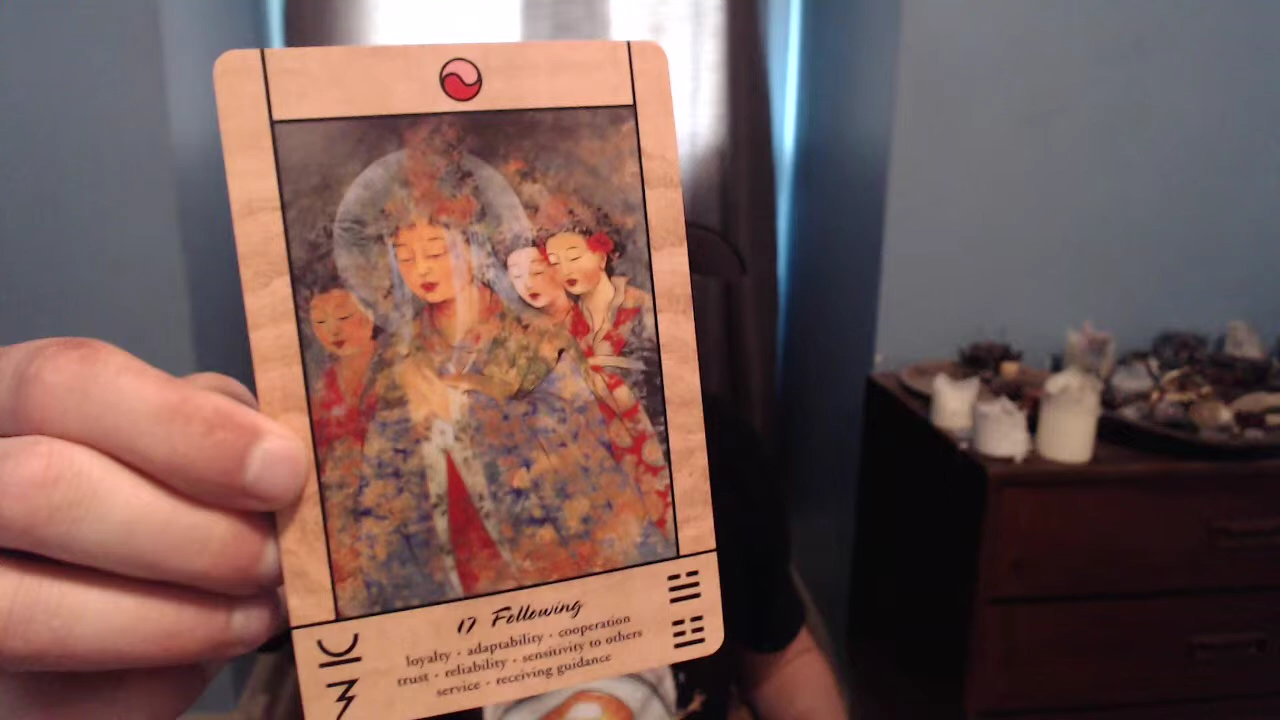 17 Following
loyalty · adaptability · cooperation
trust · reliability · sensitivity to others
service · receiving guidance